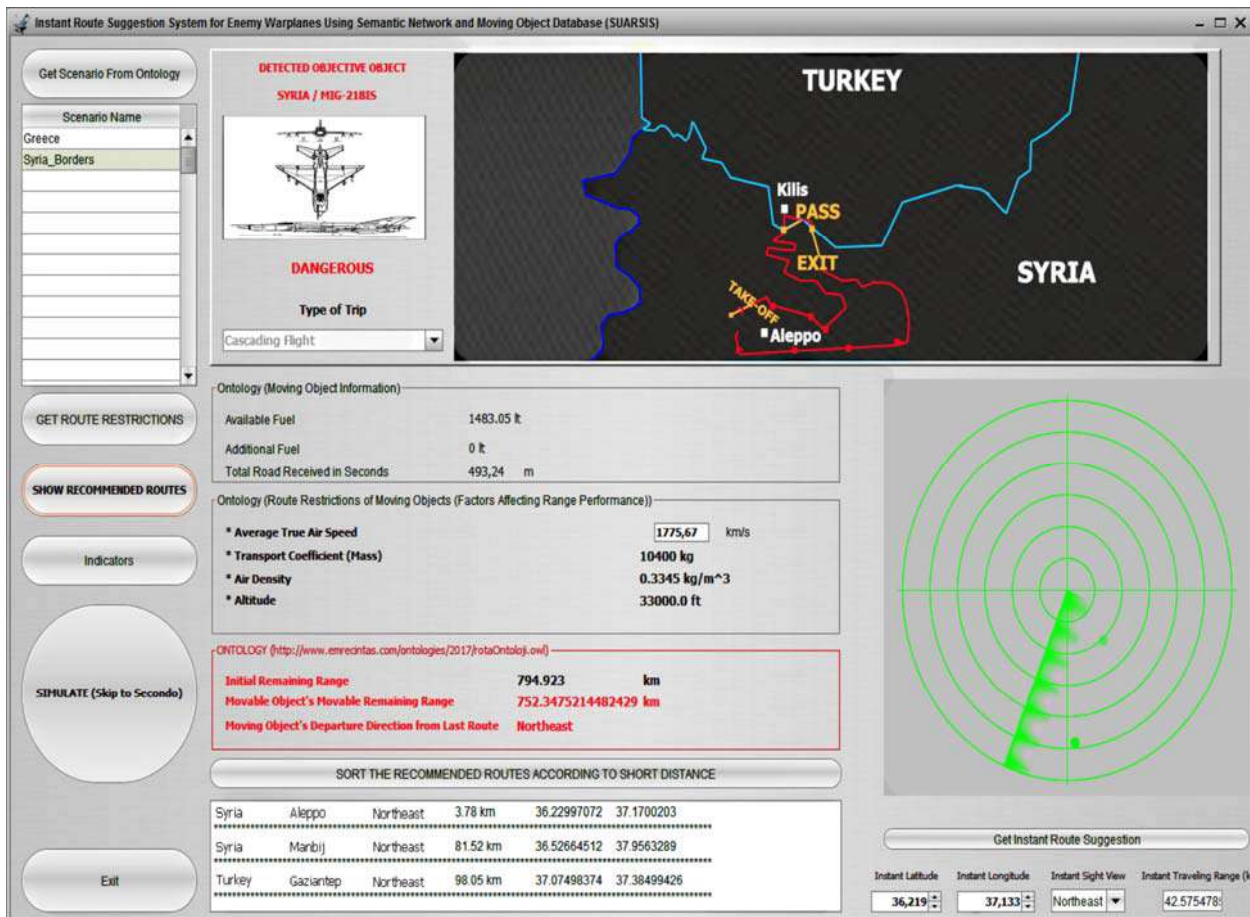 Instant Route Suggestion System for Enemy Warplanes Using Semantic Network and Moving Object Database (SUARSIS)
Get Scenario From Ontology
Scenario Name
Greece
Syria_Borders
GET ROUTE RESTRICTIONS
SHOW RECOMMENDED ROUTES
Indicators
SIMULATE (Skip to Secondo)
Exit
DETECTED OBJECTIVE OBJECT
SYRIA / MIG-21BIS
DANGEROUS
Type of Trip
Cascading Flight
TURKEY
Kilis
PASS
EXIT
SYRIA
TAKE-OFF
Aleppo
Ontology (Moving Object Information)
Available Fuel 1483.05 lt
Additional Fuel 0 lt
Total Road Received in Seconds 493,24 m
Ontology (Route Restrictions of Moving Objects (Factors Affecting Range Performance))
* Average True Air Speed 1775,67 km/s
* Transport Coefficient (Mass) 10400 kg
* Air Density 0.3345 kg/m^3
* Altitude 33000.0 ft
ONTOLOGY (http://www.emrecintas.com/ontologies/2017/rotaOntoloji.owl)
Initial Remaining Range 794.923 km
Movable Object's Movable Remaining Range 752.3475214482429 km
Moving Object's Departure Direction from Last Route Northeast
SORT THE RECOMMENDED ROUTES ACCORDING TO SHORT DISTANCE
Syria Aleppo Northeast 3.78 km 36.22997072 37.1700203
Syria Manbij Northeast 81.52 km 36.52664512 37.9563289
Turkey Gaziantep Northeast 98.05 km 37.07498374 37.38499426
Get Instant Route Suggestion
Instant Latitude Instant Longitude Instant Sight View Instant Traveling Range (k
36,219 37,133 Northeast 42.575478